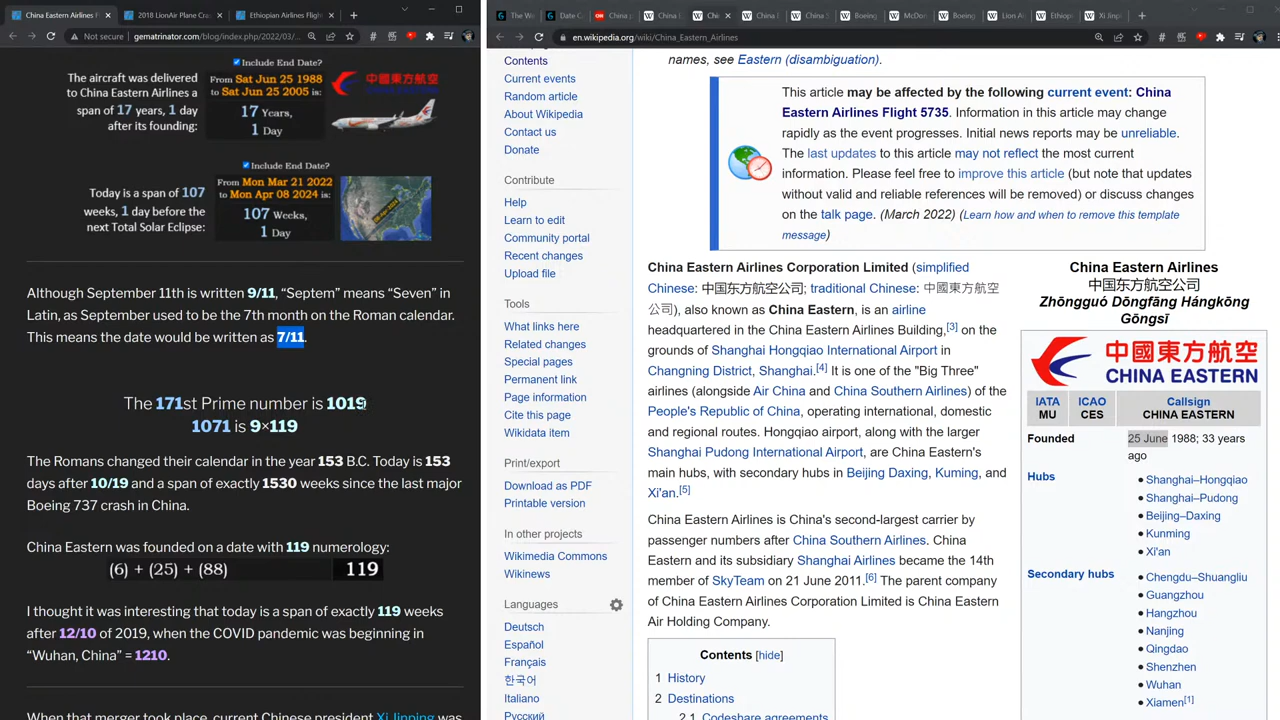 China Eastern Airlines F
2018 LionAir Plane Cra
Ethiopian Airlines Fligh
Not secure
gematrinator.com/blog/index.php/2022/03/
The aircraft was delivered
to China Eastern Airlines a
span of 17 years, 1 day
after its founding:
Include End Date?
From Sat Jun 25 1988
to Sat Jun 25 2005 is:
17 Years,
1 Day
中國東方航空
CHINA EASTERN
Today is a span of 107
weeks, 1 day before the
next Total Solar Eclipse:
Include End Date?
From Mon Mar 21 2022
to Mon Apr 08 2024 is:
107 Weeks,
1 Day
Although September 11th is written 9/11, “Septem” means “Seven” in
Latin, as September used to be the 7th month on the Roman calendar.
This means the date would be written as 7/11.
The 171st Prime number is 1019
1071 is 9×119
The Romans changed their calendar in the year 153 B.C. Today is 153
days after 10/19 and a span of exactly 1530 weeks since the last major
Boeing 737 crash in China.
China Eastern was founded on a date with 119 numerology:
(6) + (25) + (88) 119
I thought it was interesting that today is a span of exactly 119 weeks
after 12/10 of 2019, when the COVID pandemic was beginning in
“Wuhan, China” = 1210.
When that merger took place, current Chinese president Xi Jinping was
The W
Date C
China p
China E
Chi
China E
China S
Boeing
McDon
Boeing
Lion A
Ethiop
Xi Jinp
en.wikipedia.org/wiki/China_Eastern_Airlines
Contents
Current events
Random article
About Wikipedia
Contact us
Donate
Contribute
Help
Learn to edit
Community portal
Recent changes
Upload file
Tools
What links here
Related changes
Special pages
Permanent link
Page information
Cite this page
Wikidata item
Print/export
Download as PDF
Printable version
In other projects
Wikimedia Commons
Wikinews
Languages
Deutsch
Español
Français
한국어
Italiano
Русский
names, see Eastern (disambiguation).
This article may be affected by the following current event: China
Eastern Airlines Flight 5735. Information in this article may change
rapidly as the event progresses. Initial news reports may be unreliable.
The last updates to this article may not reflect the most current
information. Please feel free to improve this article (but note that updates
without valid and reliable references will be removed) or discuss changes
on the talk page. (March 2022) (Learn how and when to remove this template
message)
China Eastern Airlines Corporation Limited (simplified
Chinese: 中国东方航空公司; traditional Chinese: 中國東方航空
公司), also known as China Eastern, is an airline
headquartered in the China Eastern Airlines Building,[3] on the
grounds of Shanghai Hongqiao International Airport in
Changning District, Shanghai.[4] It is one of the "Big Three"
airlines (alongside Air China and China Southern Airlines) of the
People's Republic of China, operating international, domestic
and regional routes. Hongqiao airport, along with the larger
Shanghai Pudong International Airport, are China Eastern's
main hubs, with secondary hubs in Beijing Daxing, Kuming, and
Xi'an.[5]
China Eastern Airlines is China's second-largest carrier by
passenger numbers after China Southern Airlines. China
Eastern and its subsidiary Shanghai Airlines became the 14th
member of SkyTeam on 21 June 2011.[6] The parent company
of China Eastern Airlines Corporation Limited is China Eastern
Air Holding Company.
Contents [hide]
1 History
2 Destinations
2.1 Codeshare agreements
China Eastern Airlines
中国东方航空公司
Zhōngguó Dōngfāng Hángkōng
Gōngsī
中國東方航空
CHINA EASTERN
IATA ICAO Callsign
MU CES CHINA EASTERN
Founded 25 June 1988; 33 years
ago
Hubs
Shanghai–Hongqiao
Shanghai–Pudong
Beijing–Daxing
Kunming
Xi'an
Secondary hubs
Chengdu–Shuangliu
Guangzhou
Hangzhou
Nanjing
Qingdao
Shenzhen
Wuhan
Xiamen[1]